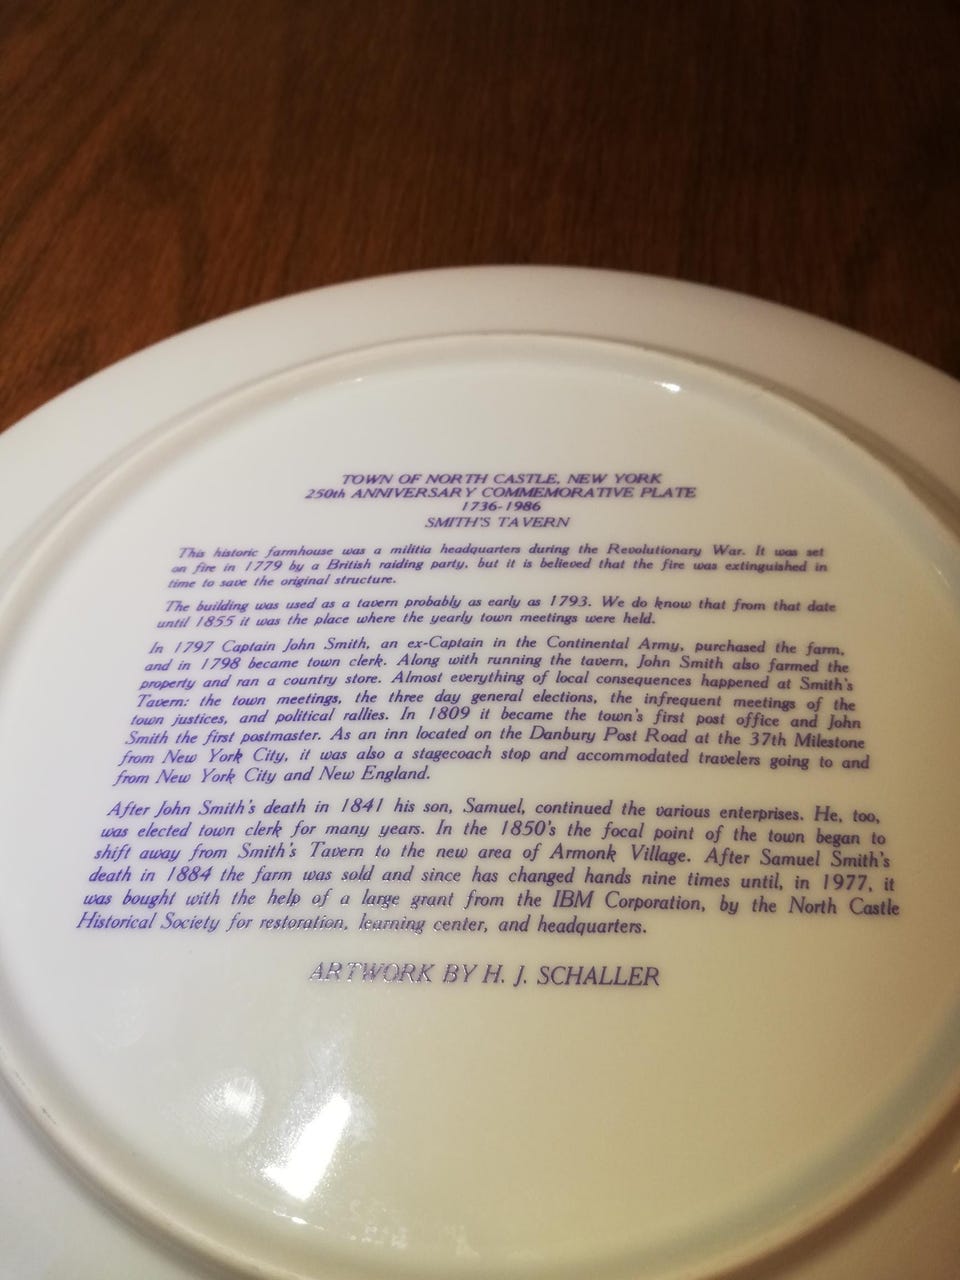 TOWN OF NORTH CASTLE, NEW YORK
250th ANNIVERSARY COMMEMORATIVE PLATE
1736-1986
SMITH'S TAVERN
This historic farmhouse was a militia headquarters during the Revolutionary War. It was set
on fire in 1779 by a British raiding party, but it is believed that the fire was extinguished in
time to save the original structure.
The building was used as a tavern probably as early as 1793. We do know that from that date
until 1855 it was the place where the yearly town meetings were held.
In 1797 Captain John Smith, an ex-Captain in the Continental Army, purchased the farm,
and in 1798 became town clerk. Along with running the tavern, John Smith also farmed the
property and ran a country store. Almost everything of local consequences happened at Smith's
Tavern: the town meetings, the three day general elections, the infrequent meetings of the
town justices, and political rallies. In 1809 it became the town's first post office and John
Smith the first postmaster. As an inn located on the Danbury Post Road at the 37th Milestone
from New York City, it was also a stagecoach stop and accommodated travelers going to and
from New York City and New England.
After John Smith's death in 1841 his son, Samuel, continued the various enterprises. He, too,
was elected town clerk for many years. In the 1850's the focal point of the town began to
shift away from Smith's Tavern to the new area of Armonk Village. After Samuel Smith's
death in 1884 the farm was sold and since has changed hands nine times until, in 1977, it
was bought with the help of a large grant from the IBM Corporation, by the North Castle
Historical Society for restoration, learning center, and headquarters.
ARTWORK BY H. J. SCHALLER